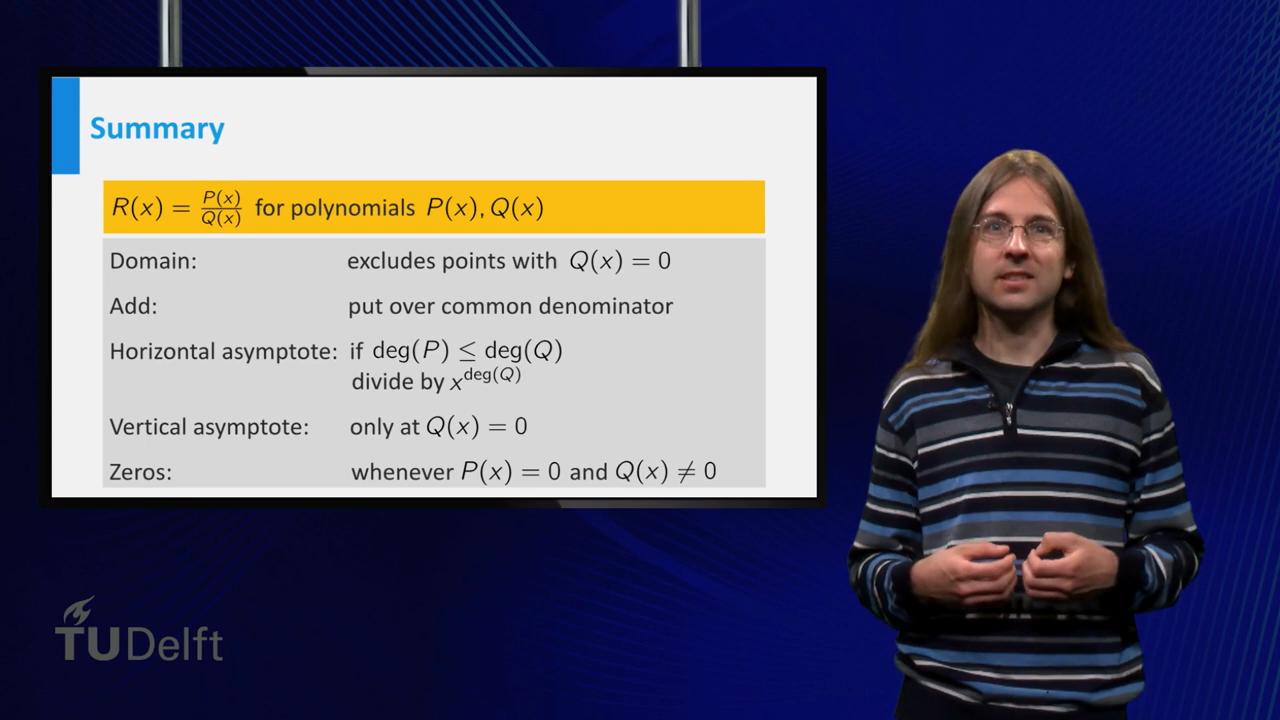 Summary
R(x) = P(x)/Q(x) for polynomials P(x), Q(x)
Domain: excludes points with Q(x) = 0
Add: put over common denominator
Horizontal asymptote: if deg(P) ≤ deg(Q)
divide by x^deg(Q)
Vertical asymptote: only at Q(x) = 0
Zeros: whenever P(x) = 0 and Q(x) ≠ 0
TUDelft